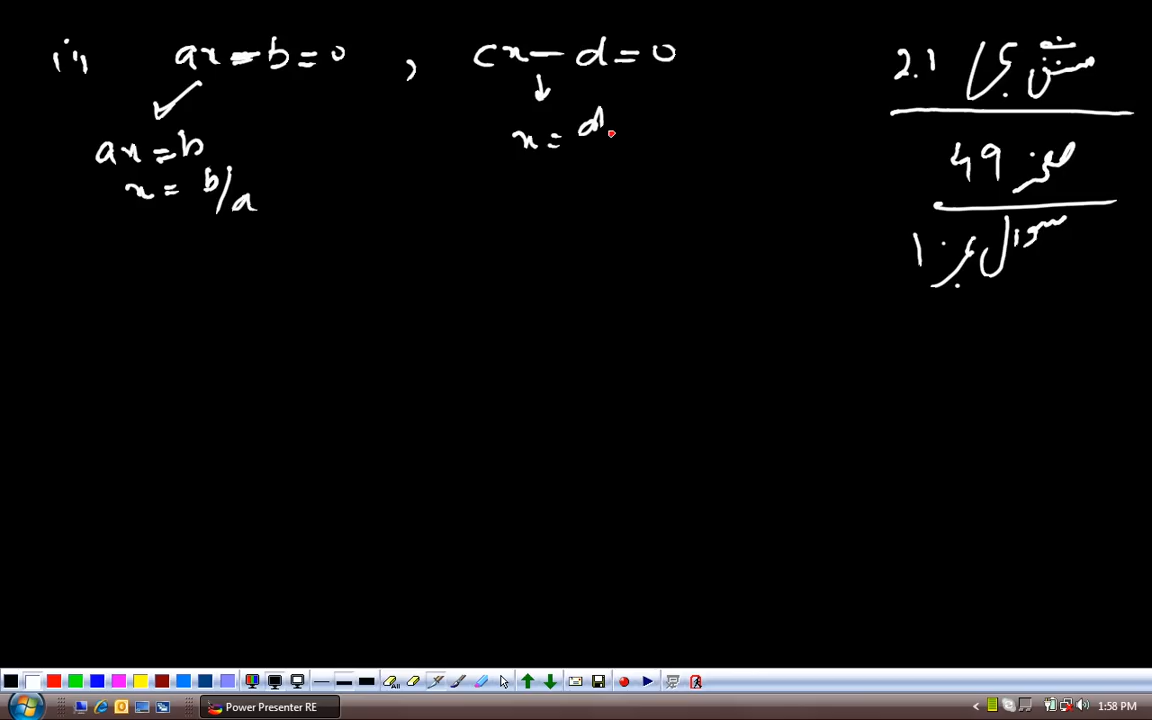 ii, ax - b = 0 , cx - d = 0
ax = b
x = b/a
x = d
مشقی 2.1
صفحہ 49
سوال نمبر 1
Power Presenter RE
1:58 PM